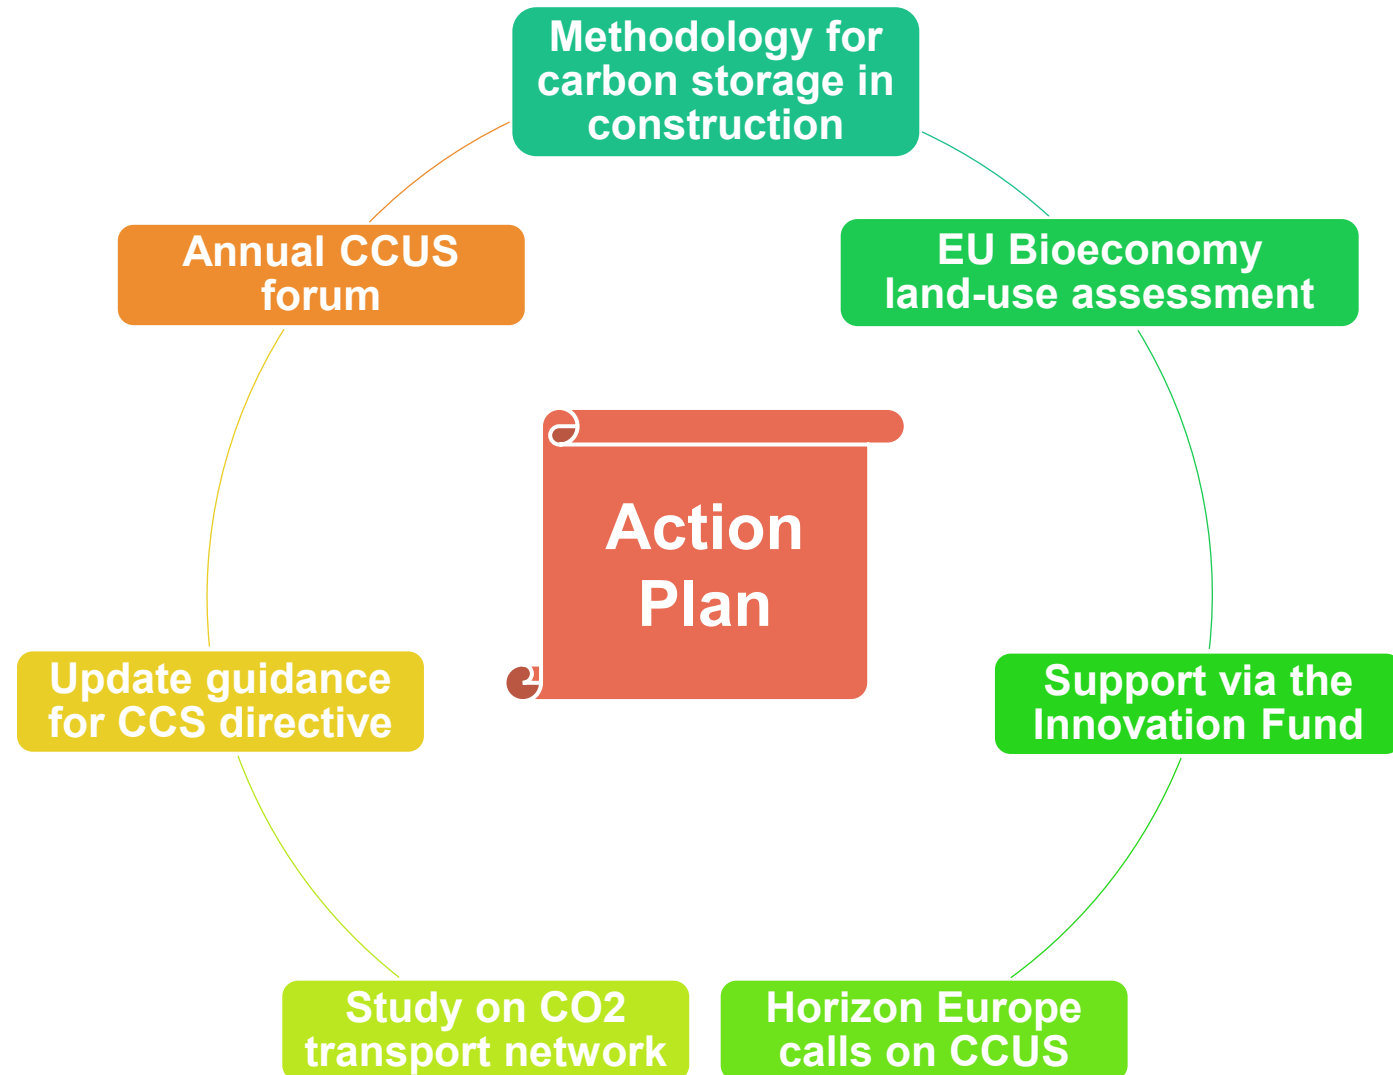 Methodology for
carbon storage in
construction
Annual CCUS
forum
EU Bioeconomy
land-use assessment
Action
Plan
Update guidance
for CCS directive
Support via the
Innovation Fund
Study on CO2
transport network
Horizon Europe
calls on CCUS